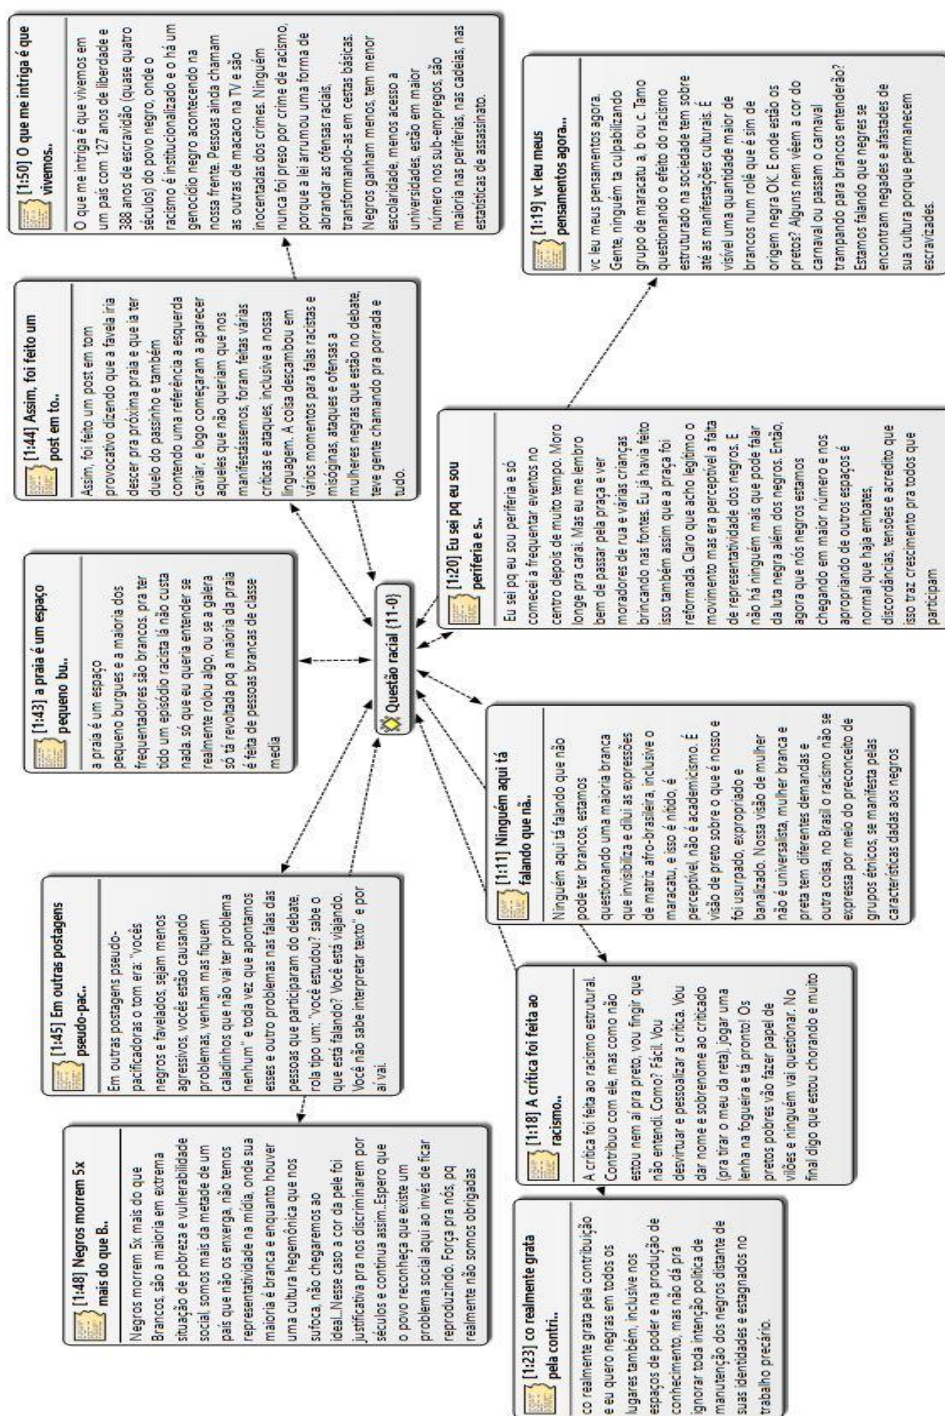 [1:48] Negros morrem 5x
mais do que B..
Negros morrem 5x mais do que
Brancos, são a maioria em extrema
situação de pobreza e vulnerabilidade
social, somos mais da metade de um
país que não os enxerga, não temos
representatividade na mídia, onde sua
maioria é branca e enquanto houver
uma cultura hegemônica que nos
sufoca, não chegaremos ao
ideal..Nesse caso a cor da pele foi
justificativa pra nos discriminarem por
séculos e continua assim..Espero que
o povo reconheça que existe um
problema social aqui ao invés de ficar
reproduzindo. Força pra nós, pq
realmente não somos obrigadas
[1:45] Em outras postagens
pseudo-pac..
Em outras postagens pseudo-
pacificadoras o tom era: "vocês
negros e favelados, sejam menos
agressivos, vocês estão causando
problemas, venham mas fiquem
caladinhos que não vai ter problema
nenhum" e toda vez que apontamos
esses e outro problemas nas falas das
pessoas que participaram do debate,
rola tipo um: "você estudou? sabe o
que está falando? Você está viajando.
Você não sabe interpretar texto" e por
aí vai.
[1:43] a praia é um espaço
pequeno bu..
a praia é um espaço
pequeno burgues e a maioria dos
frequentadores são brancos, pra ter
tido um episódio racista lá não custa
nada. só que eu queria entender se
realmente rolou algo, ou se a galera
só tá revoltada pq a maioria da praia
é feita de pessoas brancas de classe
media
[1:44] Assim, foi feito um
post em to..
Assim, foi feito um post em tom
provocativo dizendo que a favela iria
descer pra próxima praia e que ia ter
duelo do passinho e também
contendo uma referência a esquerda
caviar, e logo começaram a aparecer
aqueles que não queriam que nos
manifestássemos, foram feitas várias
críticas e ataques, inclusive a nossa
linguagem. A coisa descambou em
vários momentos para falas racistas e
misóginas, ataques e ofensas a
mulheres negras que estão no debate,
teve gente chamando pra porrada e
tudo.
[1:50] O que me intriga é que
vivemos..
O que me intriga é que vivemos em
um país com 127 anos de liberdade e
388 anos de escravidão (quase quatro
séculos) do povo negro, onde o
racismo é institucionalizado e o há um
genocídio negro acontecendo na
nossa frente. Pessoas ainda chamam
as outras de macaco na TV e são
inocentadas dos crimes. Ninguém
nunca foi preso por crime de racismo,
porque a lei arrumou uma forma de
abrandar as ofensas raciais,
transformando-as em cestas básicas.
Negros ganham menos, tem menor
escolaridade, menos acesso a
universidades, estão em maior
número nos sub-empregos, são
maioria nas periferias, nas cadeias, nas
estatísticas de assassinato.
Questão racial {11-0}
[1:23] co realmente grata
pela contri..
co realmente grata pela contribuição
e eu quero negras em todos os
lugares também, inclusive nos
espaços de poder e na produção de
conhecimento, mas não dá pra
ignorar toda intenção política de
manutenção dos negros distante de
suas identidades e estagnados no
trabalho precário.
[1:18] A crítica foi feita ao
racismo..
A crítica foi feita ao racismo estrutural.
Contribuo com ele, mas como não
estou nem aí pra preto, vou fingir que
não entendi. Como? Fácil. Vou
desvirtuar e pessoalizar a crítica. Vou
dar nome e sobrenome ao criticado
(pra tirar o meu da reta), jogar uma
lenha na fogueira e tá pronto! Os
pretos pobres vão fazer papel de
vilões e ninguém vai questionar. No
final digo que estou chorando e muito
[1:11] Ninguém aqui tá
falando que nã..
Ninguém aqui tá falando que não
pode ter brancos, estamos
questionando uma maioria branca
que invisibiliza e dilui as expressões
de matriz afro-brasileira, inclusive o
maracatu, e isso é nítido, é
perceptível, não é academicismo. É
visão de preto sobre o que é nosso e
foi usurpado, expropriado e
banalizado. Nossa visão de mulher
não é universalista, mulher branca e
preta tem diferentes demandas e
outra coisa, no Brasil o racismo não se
expressa por meio do preconceito de
grupos étnicos, se manifesta pelas
características dadas aos negros
[1:20] Eu sei pq eu sou
periferia e s..
Eu sei pq eu sou periferia e só
comecei a frequentar eventos no
centro depois de muito tempo. Moro
longe pra carai. Mas eu me lembro
bem de passar pela praça e ver
moradores de rua e várias crianças
brincando nas fontes. Eu já havia feito
isso também assim que a praça foi
reformada. Claro que acho legítimo o
movimento mas era perceptível a falta
de representatividade dos negros. E
não há ninguém mais que pode falar
da luta negra além dos negros. Então,
agora que nós negros estamos
chegando em maior número e nos
apropriando de outros espaços é
normal que haja embates,
discordâncias, tensões e acredito que
isso traz crescimento pra todos que
participam
[1:19] vc leu meus
pensamentos agora...
vc leu meus pensamentos agora.
Gente, ninguém ta culpabilizando
grupo de maracatu a, b ou c. Tamo
questionando o efeito do racismo
estruturado na sociedade tem sobre
até as manifestações culturais. É
visível uma quantidade maior de
brancos num rolê que é sim de
origem negra OK. E onde estão os
pretos? Alguns nem vêem a cor do
carnaval ou passam o carnaval
trampando para brancos entenderão?
Estamos falando que negres se
encontram negades e afastades de
sua cultura porque permanecem
escravizades.